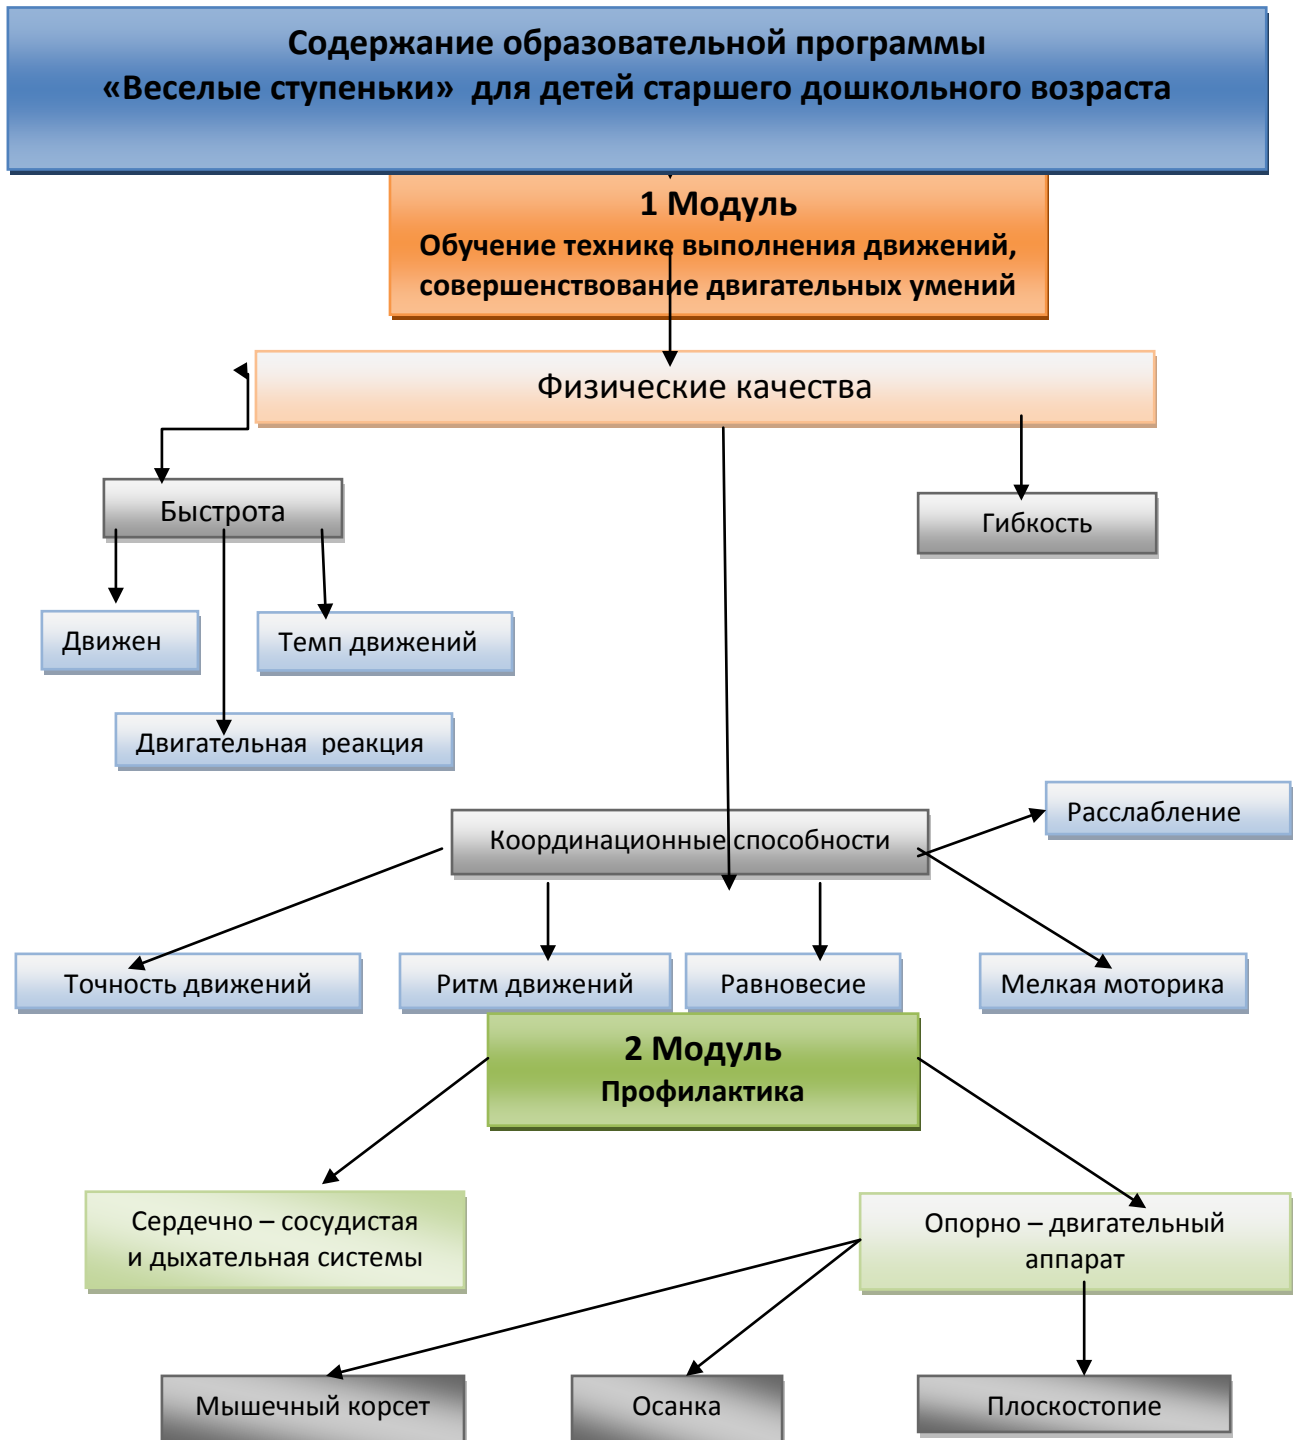 Содержание образовательной программы
«Веселые ступеньки» для детей старшего дошкольного возраста
1 Модуль
Обучение технике выполнения движений,
совершенствование двигательных умений
Физические качества
Быстрота
Гибкость
Движен
Темп движений
Двигательная реакция
Расслабление
Координационные способности
Точность движений
Ритм движений
Равновесие
Мелкая моторика
2 Модуль
Профилактика
Сердечно – сосудистая
и дыхательная системы
Опорно – двигательный
аппарат
Мышечный корсет
Осанка
Плоскостопие